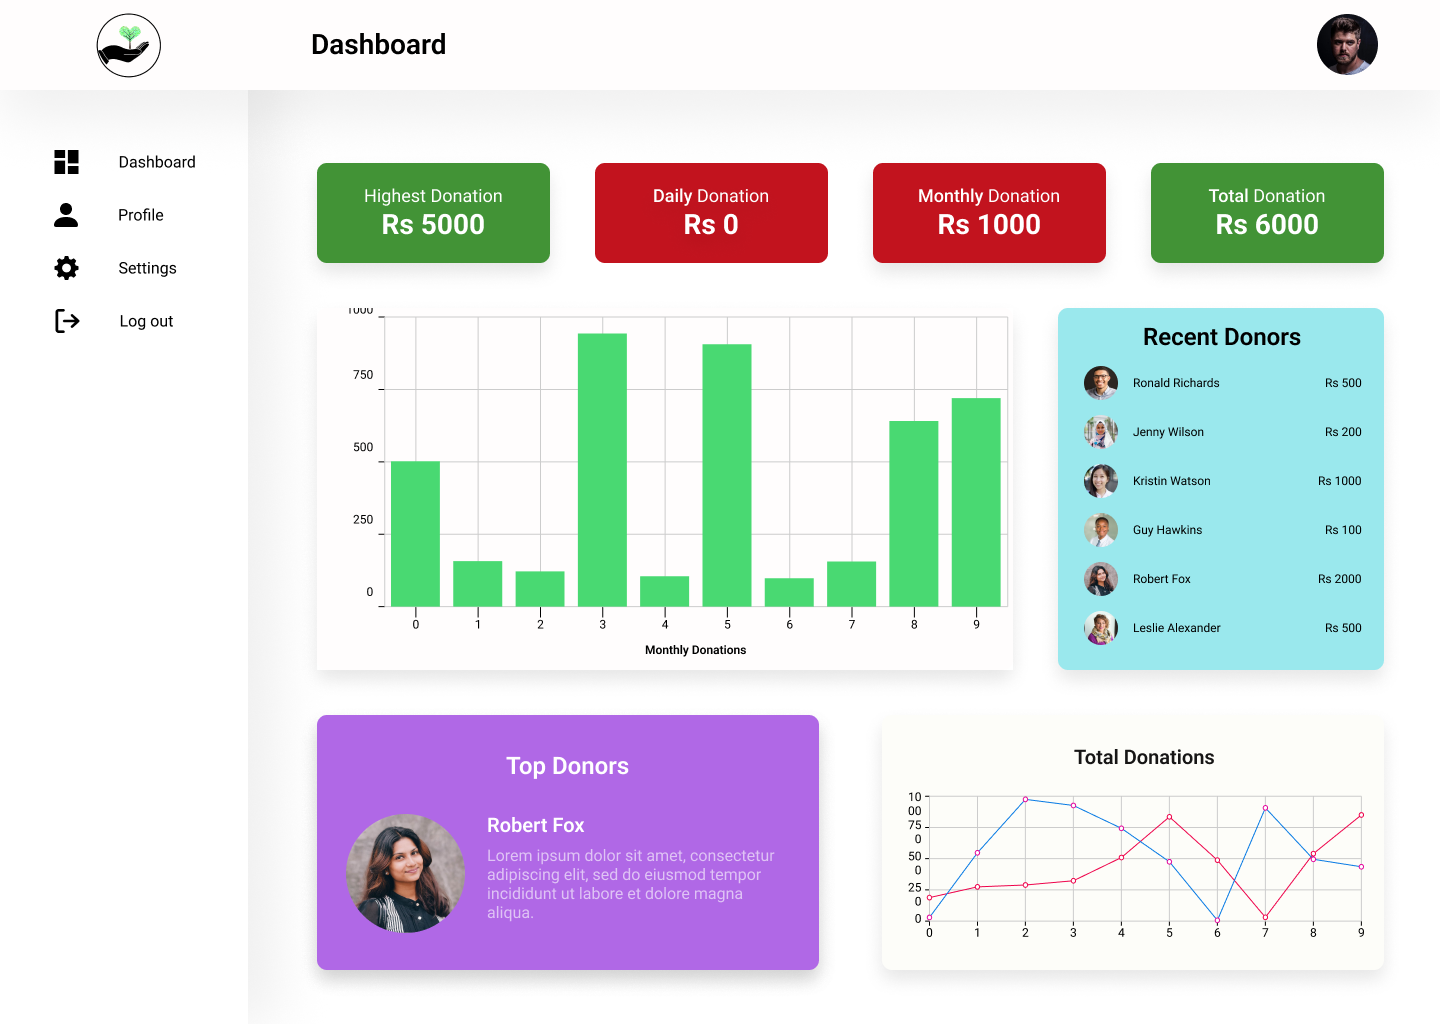 Dashboard
Dashboard
Profile
Settings
Log out
Highest Donation
Rs 5000
Daily Donation
Rs 0
Monthly Donation
Rs 1000
Total Donation
Rs 6000
1000
750
500
250
0
0 1 2 3 4 5 6 7 8 9
Monthly Donations
Recent Donors
Ronald Richards Rs 500
Jenny Wilson Rs 200
Kristin Watson Rs 1000
Guy Hawkins Rs 100
Robert Fox Rs 2000
Leslie Alexander Rs 500
Top Donors
Robert Fox
Lorem ipsum dolor sit amet, consectetur
adipiscing elit, sed do eiusmod tempor
incididunt ut labore et dolore magna
aliqua.
Total Donations
10
00
75
0
50
0
25
0
0
0 1 2 3 4 5 6 7 8 9